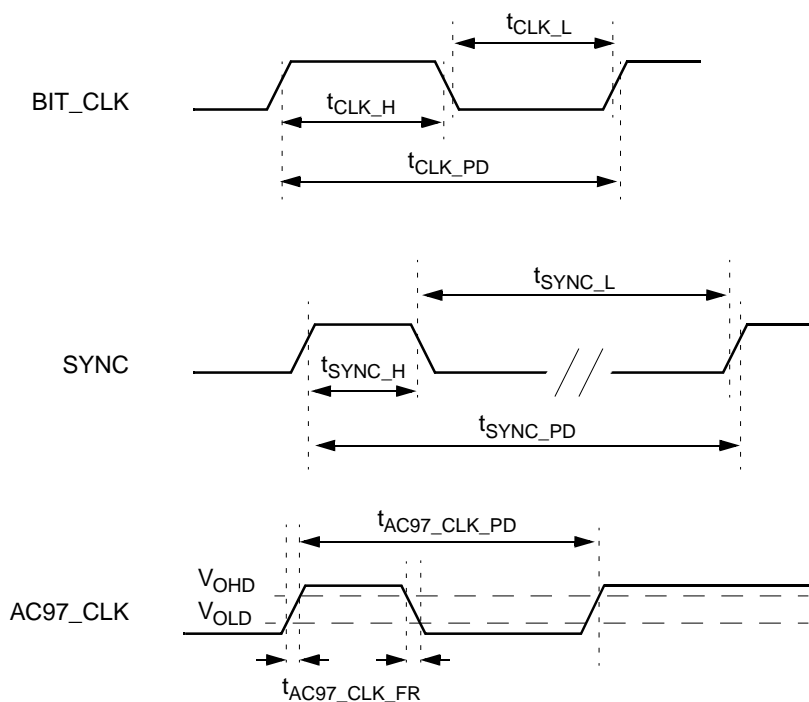 tCLK_L
BIT_CLK
tCLK_H
tCLK_PD
tSYNC_L
SYNC
tSYNC_H
tSYNC_PD
tAC97_CLK_PD
VOHD
AC97_CLK
VOLD
tAC97_CLK_FR